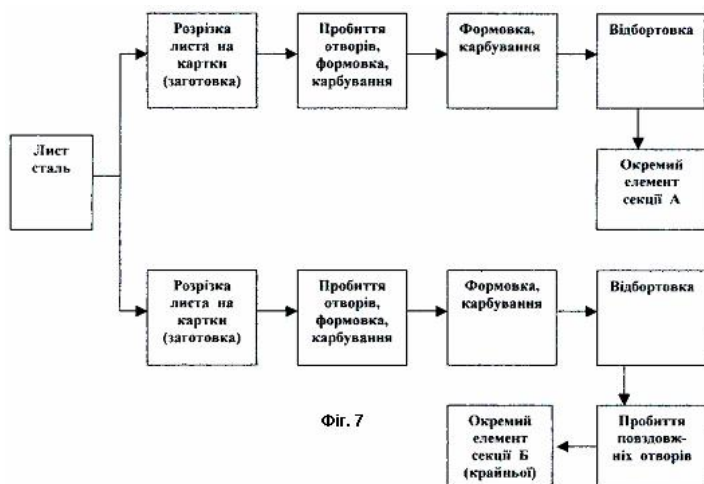 Розрізка
листа на
картки
(заготовка)
Пробиття
отворів,
формовка,
карбування
Формовка,
карбування
Відбортовка
Лист
сталь
Окремий
елемент
секції А
Розрізка
листа на
картки
(заготовка)
Пробиття
отворів,
формовка,
карбування
Формовка,
карбування
Відбортовка
Фіг. 7
Окремий
елемент
секції Б
(крайньої)
Пробиття
повздовж-
ніх отворів